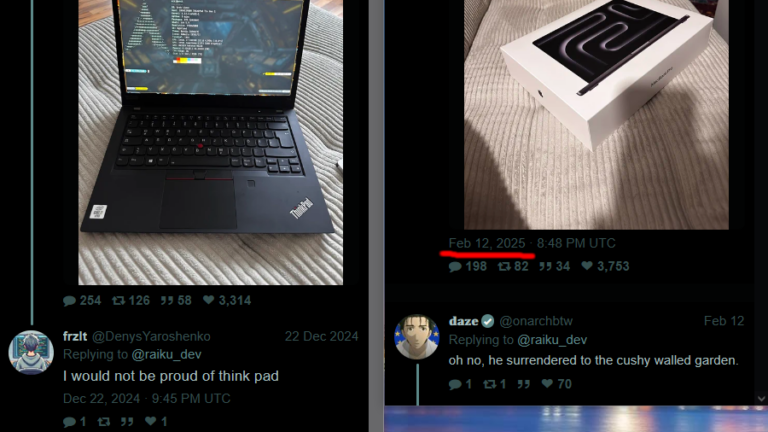 ThinkPad
254 126 58 3,314
frzlt @DenysYaroshenko 22 Dec 2024
Replying to @raiku_dev
I would not be proud of think pad
Dec 22, 2024 · 9:45 PM UTC
1 1
Feb 12, 2025 · 8:48 PM UTC
198 82 34 3,753
daze @onarchbtw Feb 12
Replying to @raiku_dev
oh no, he surrendered to the cushy walled garden.
1 1 70